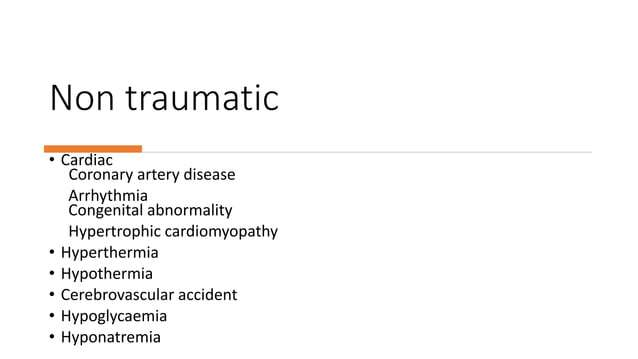 Non traumatic
• Cardiac
Coronary artery disease
Arrhythmia
Congenital abnormality
Hypertrophic cardiomyopathy
• Hyperthermia
• Hypothermia
• Cerebrovascular accident
• Hypoglycaemia
• Hyponatremia